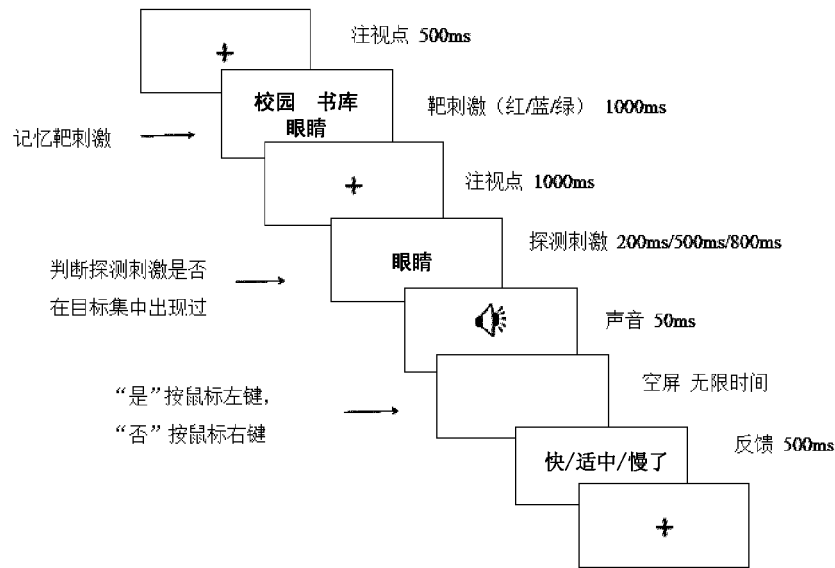 注视点 500ms
校园 书库
眼睛
靶刺激（红/蓝/绿） 1000ms
记忆靶刺激
注视点 1000ms
探测刺激 200ms/500ms/800ms
眼睛
判断探测刺激是否
在目标集中出现过
声音 50ms
空屏 无限时间
“是”按鼠标左键，
“否”按鼠标右键
反馈 500ms
快/适中/慢了